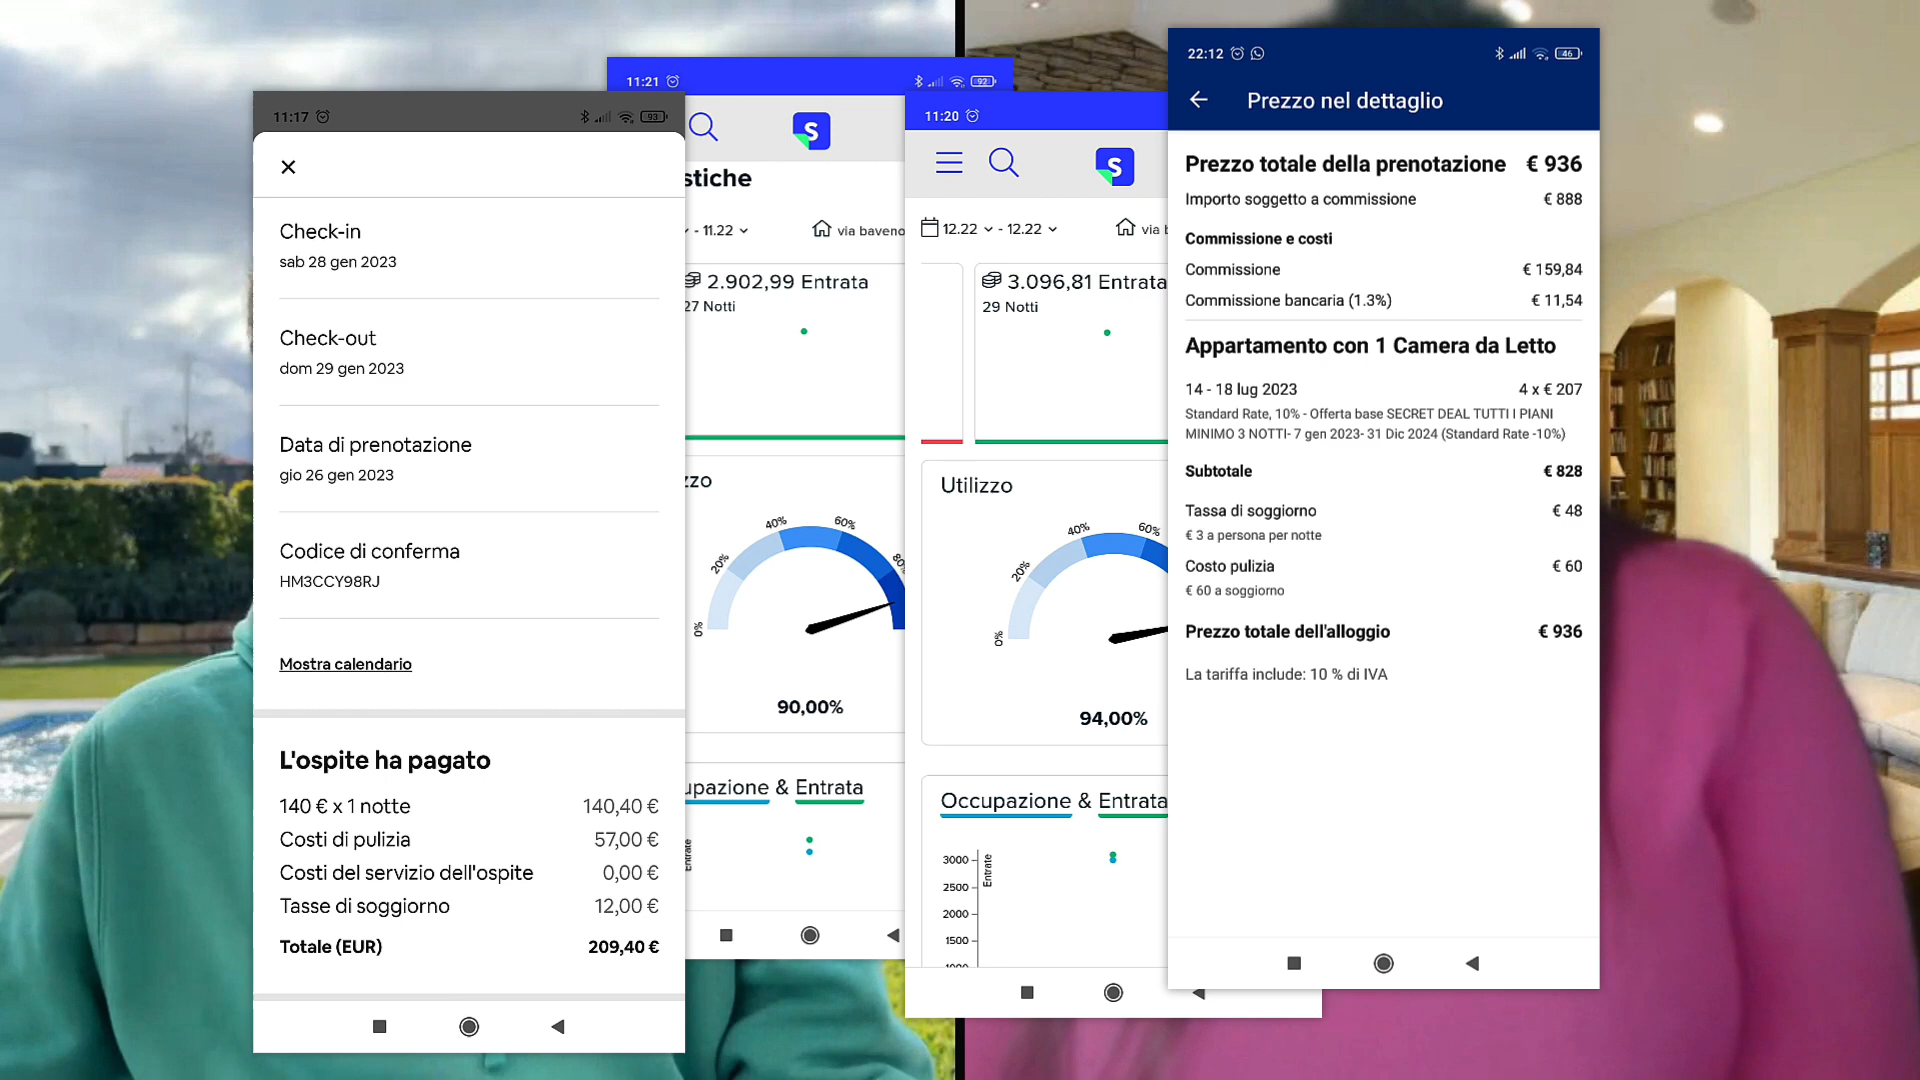 11:17
93
Check-in
sab 28 gen 2023
Check-out
dom 29 gen 2023
Data di prenotazione
gio 26 gen 2023
Codice di conferma
HM3CCY98RJ
Mostra calendario
L'ospite ha pagato
140 € x 1 notte 140,40 €
Costi di pulizia 57,00 €
Costi del servizio dell'ospite 0,00 €
Tasse di soggiorno 12,00 €
Totale (EUR) 209,40 €
11:21
92
S
stiche
- 11.22
via baveno
2.902,99 Entrata
27 Notti
zzo
0%
20%
40%
60%
80%
90,00%
upazione & Entrata
Entrate
11:20
S
12.22 - 12.22
via b
3.096,81 Entrata
29 Notti
Utilizzo
0%
20%
40%
60%
94,00%
Occupazione & Entrata
Entrate
3000
2500
2000
1500
1000
22:12
46
Prezzo nel dettaglio
Prezzo totale della prenotazione € 936
Importo soggetto a commissione € 888
Commissione e costi
Commissione € 159,84
Commissione bancaria (1.3%) € 11,54
Appartamento con 1 Camera da Letto
14 - 18 lug 2023 4 x € 207
Standard Rate, 10% - Offerta base SECRET DEAL TUTTI I PIANI
MINIMO 3 NOTTI- 7 gen 2023- 31 Dic 2024 (Standard Rate -10%)
Subtotale € 828
Tassa di soggiorno € 48
€ 3 a persona per notte
Costo pulizia € 60
€ 60 a soggiorno
Prezzo totale dell'alloggio € 936
La tariffa include: 10 % di IVA